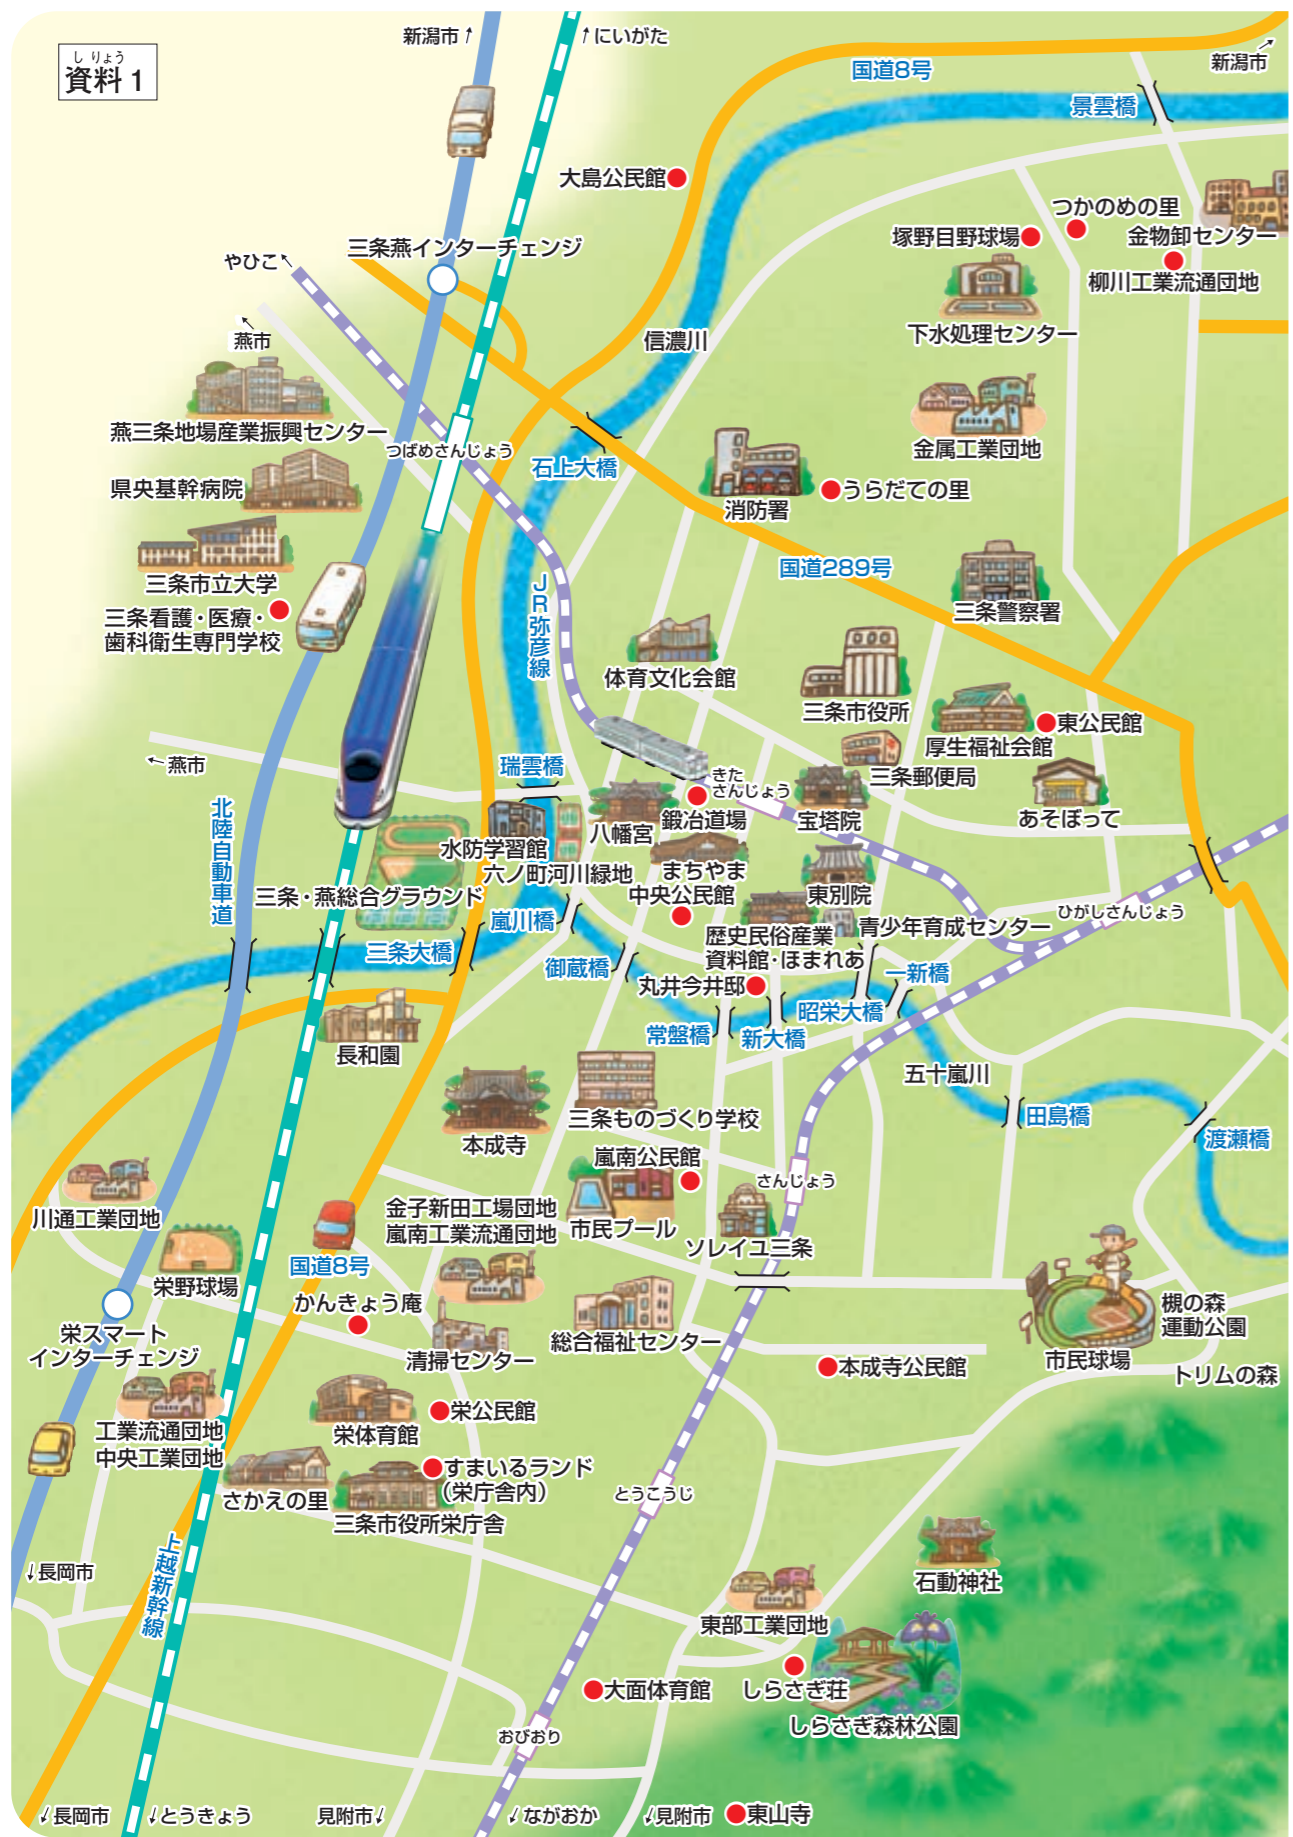 しりょう
資料1
新潟市↑
↑にいがた
国道8号
新潟市
景雲橋
大島公民館
つかのめの里
塚野目野球場
金物卸センター
柳川工業流通団地
三条燕インターチェンジ
やひこ
燕市
下水処理センター
信濃川
燕三条地場産業振興センター
つばめさんじょう
石上大橋
金属工業団地
県央基幹病院
消防署
うらだての里
国道289号
三条市立大学
三条看護・医療・
歯科衛生専門学校
JR弥彦線
三条警察署
体育文化会館
三条市役所
厚生福祉会館
東公民館
←燕市
瑞雲橋
きた
さんじょう
三条郵便局
北陸自動車道
水防学習館
八幡宮
鍛冶道場
宝塔院
あそぼって
六ノ町河川緑地
まちやま
中央公民館
東別院
三条・燕総合グラウンド
嵐川橋
歴史民俗産業
資料館・ほまれあ
青少年育成センター
ひがしさんじょう
三条大橋
御蔵橋
丸井今井邸
一新橋
昭栄大橋
常盤橋
新大橋
長和園
五十嵐川
田島橋
渡瀬橋
本成寺
三条ものづくり学校
嵐南公民館
さんじょう
川通工業団地
金子新田工場団地
嵐南工業流通団地
市民プール
ソレイユ三条
国道8号
栄野球場
かんきょう庵
栄スマート
インターチェンジ
清掃センター
総合福祉センター
槻の森
運動公園
市民球場
本成寺公民館
トリムの森
工業流通団地
中央工業団地
栄体育館
栄公民館
さかえの里
すまいるランド
（栄庁舎内）
三条市役所栄庁舎
とうこうじ
上越新幹線
↓長岡市
石動神社
東部工業団地
しらさぎ荘
しらさぎ森林公園
大面体育館
おびおり
↓長岡市
↓とうきょう
見附市↓
↓ながおか
↓見附市
東山寺